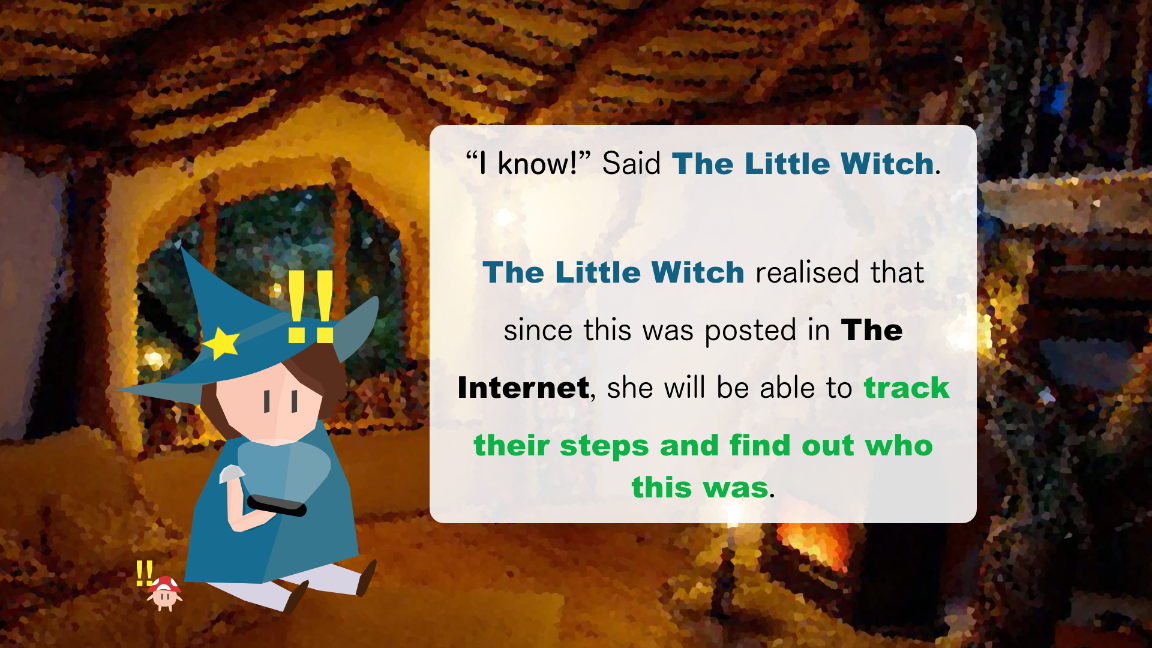 “I know!” Said The Little Witch.
The Little Witch realised that
since this was posted in The
Internet, she will be able to track
their steps and find out who
this was.
!!
!!